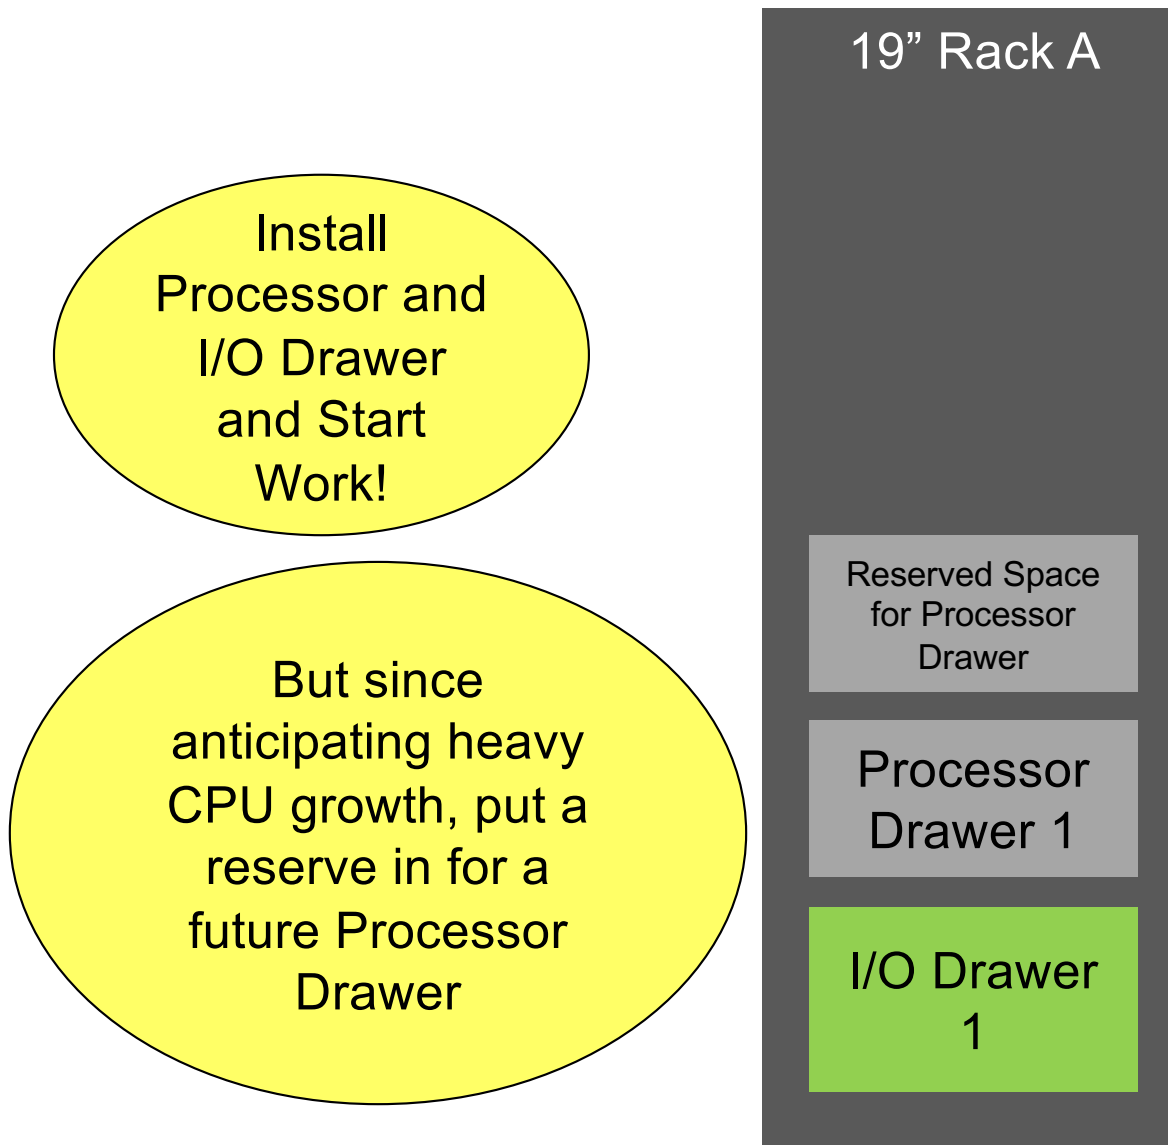 19” Rack A
Install
Processor and
I/O Drawer
and Start
Work!
But since
anticipating heavy
CPU growth, put a
reserve in for a
future Processor
Drawer
Reserved Space
for Processor
Drawer
Processor
Drawer 1
I/O Drawer
1